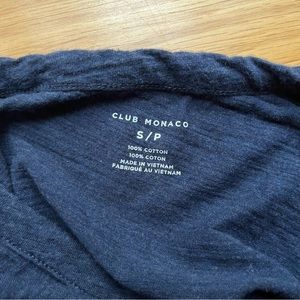 CLUB MONACO
S/P
100% COTTON
100% COTON
MADE IN VIETNAM
FABRIQUÉ AU VIETNAM